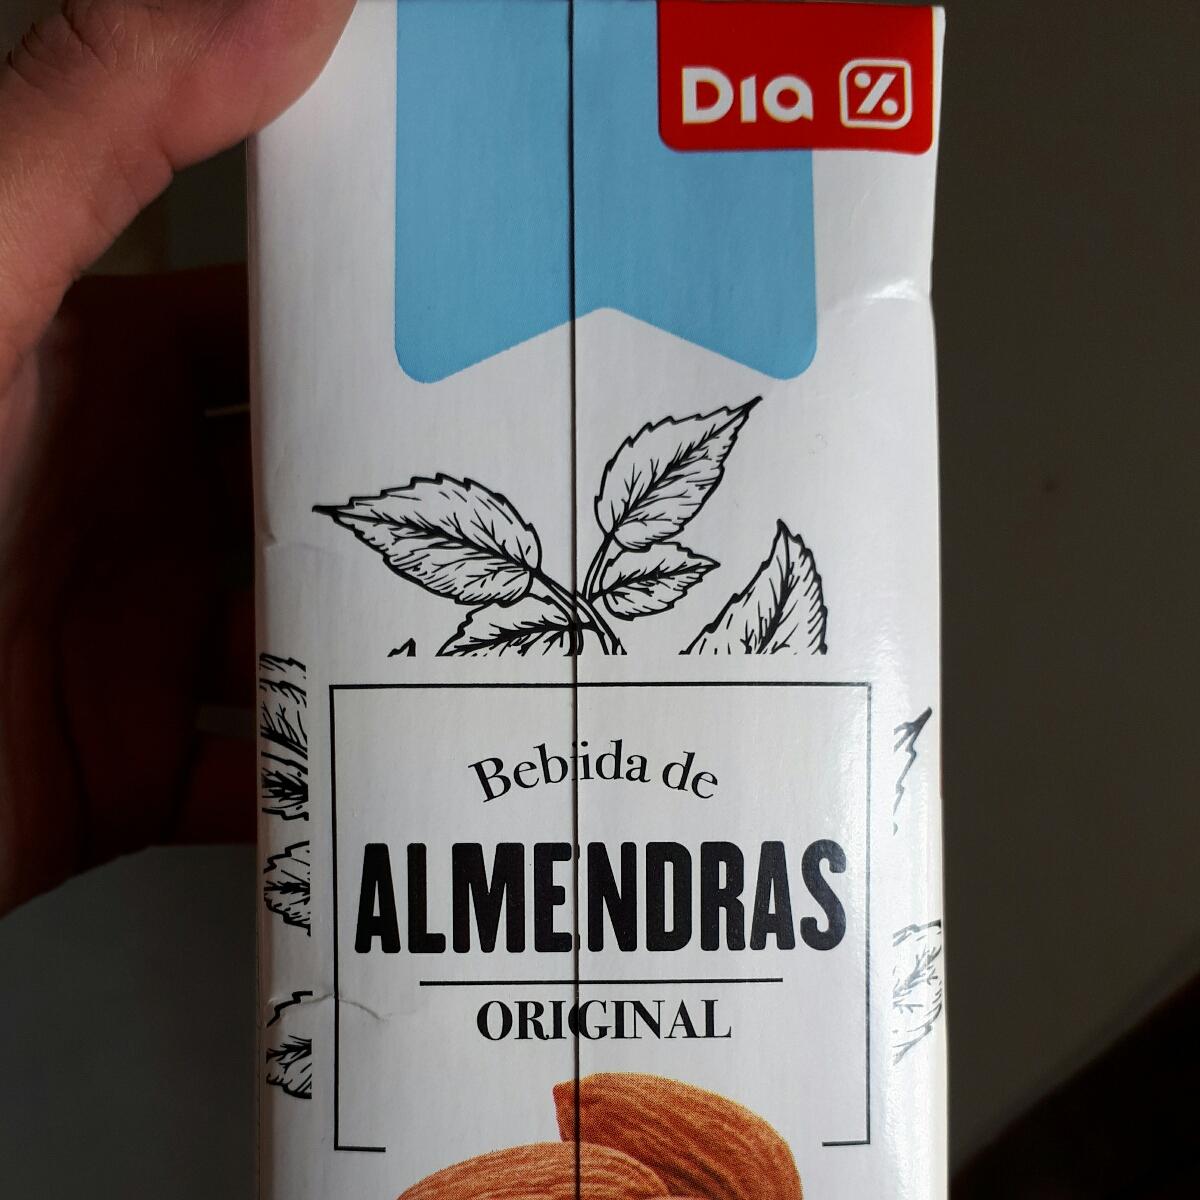 Dia %
Bebida de
ALMENDRAS
ORIGINAL